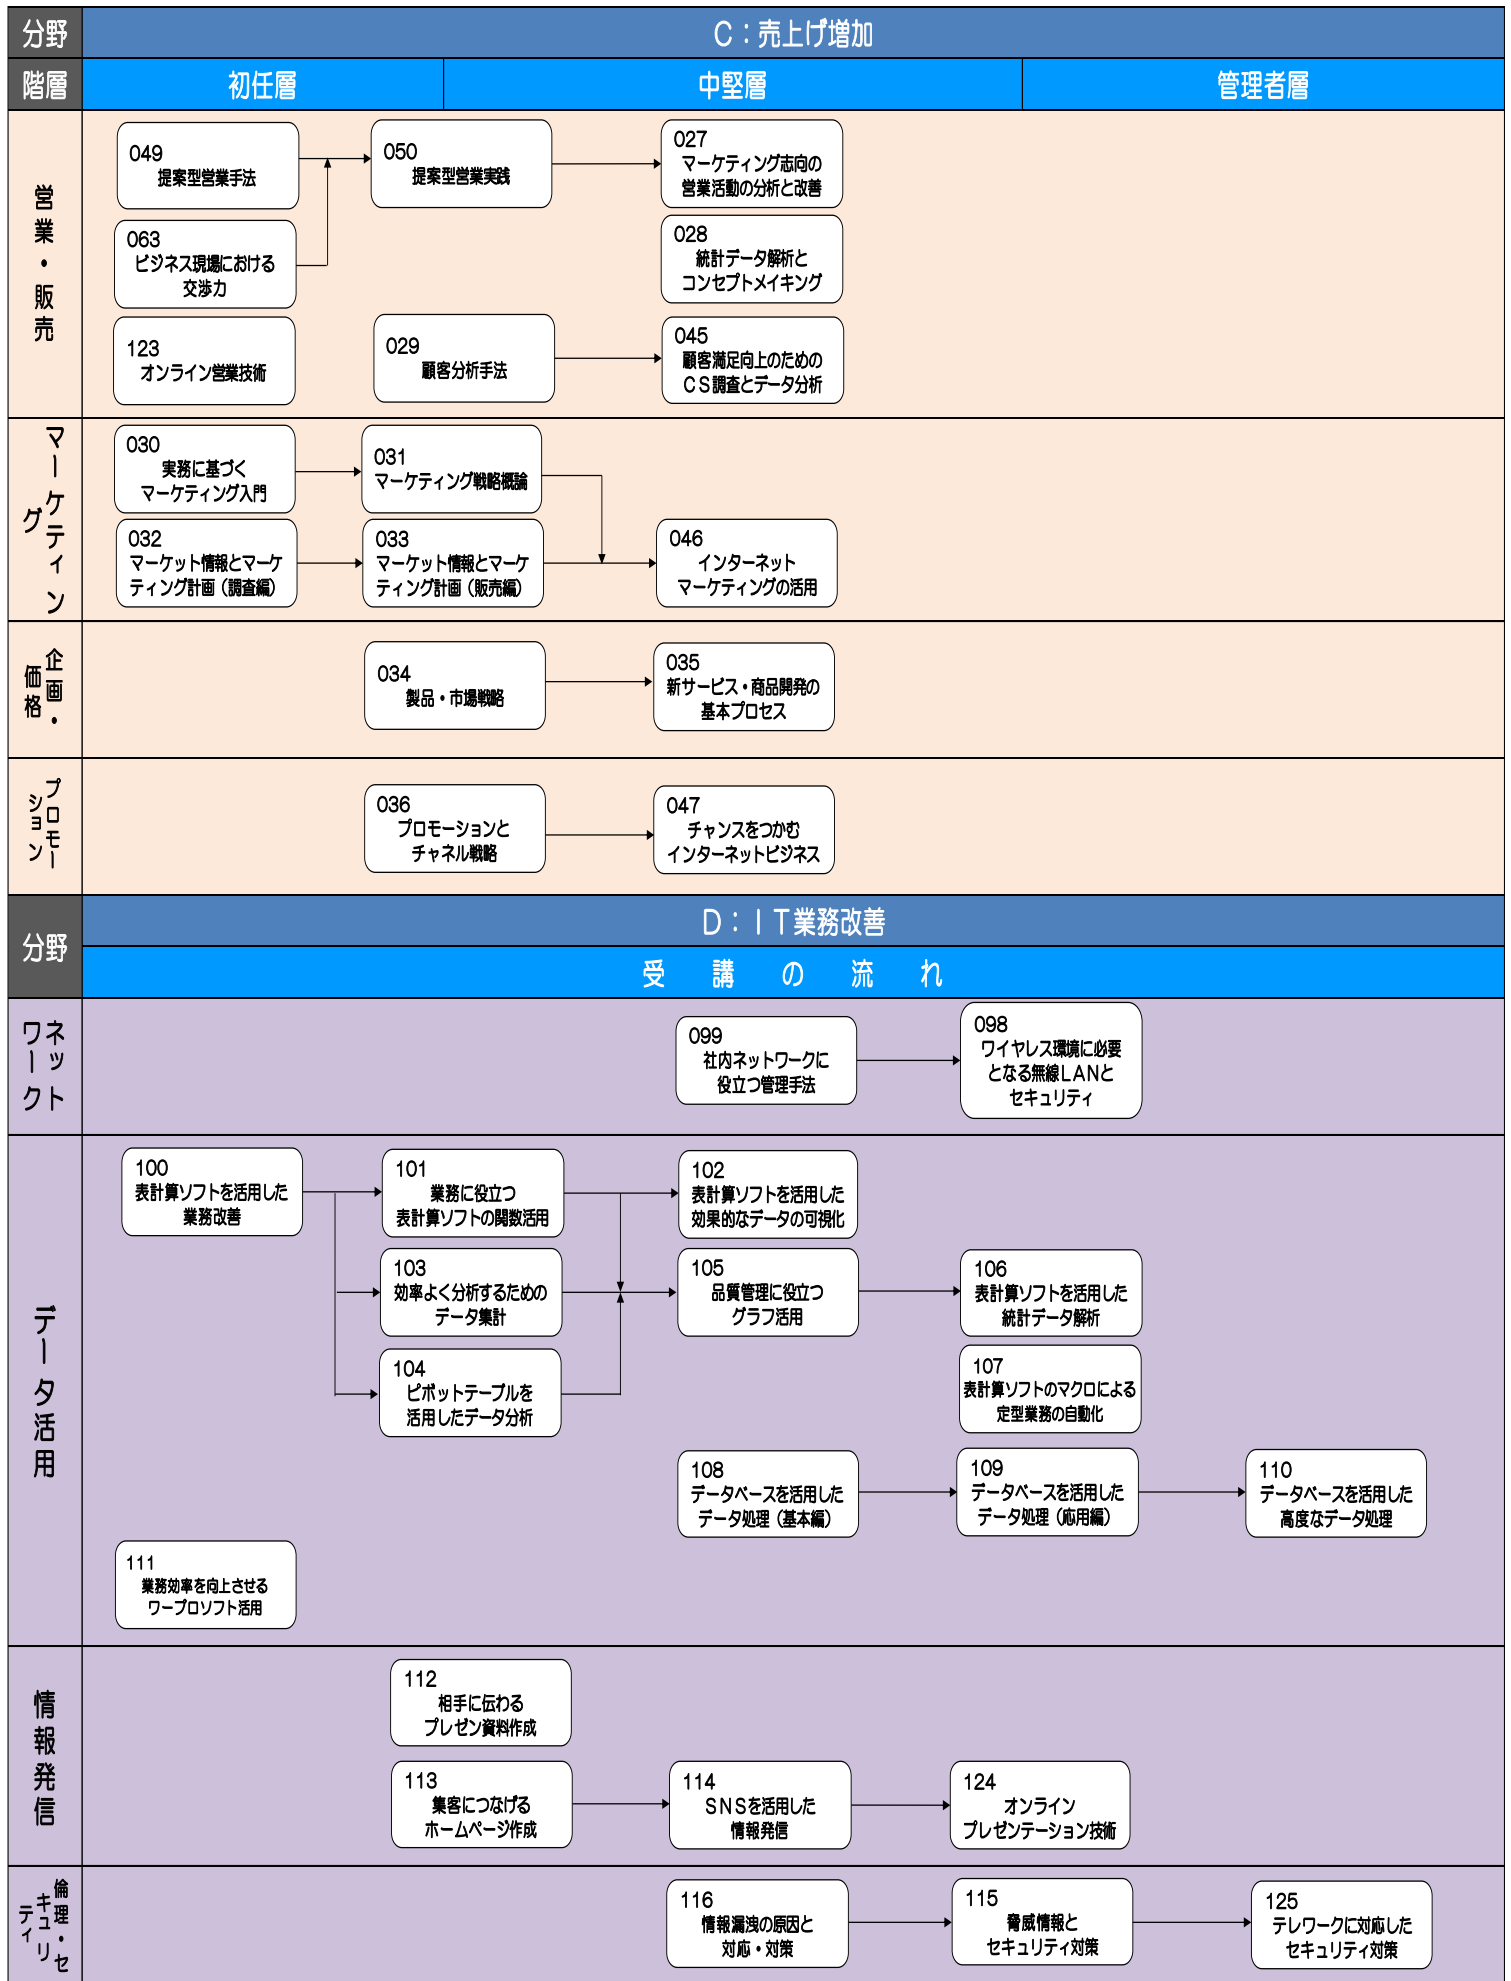 分野
C：売上げ増加
階層
初任層
中堅層
管理者層
営業・販売
049
提案型営業手法
050
提案型営業実践
027
マーケティング志向の
営業活動の分析と改善
063
ビジネス現場における
交渉力
028
統計データ解析と
コンセプトメイキング
123
オンライン営業技術
029
顧客分析手法
045
顧客満足向上のための
CS調査とデータ分析
マーケティング
030
実務に基づく
マーケティング入門
031
マーケティング戦略概論
032
マーケット情報とマーケ
ティング計画（調査編）
033
マーケット情報とマーケ
ティング計画（販売編）
046
インターネット
マーケティングの活用
企画・
価格
034
製品・市場戦略
035
新サービス・商品開発の
基本プロセス
プロモー
ション
036
プロモーションと
チャネル戦略
047
チャンスをつかむ
インターネットビジネス
分野
D：IT業務改善
受講の流れ
ネット
ワーク
099
社内ネットワークに
役立つ管理手法
098
ワイヤレス環境に必要
となる無線LANと
セキュリティ
データ活用
100
表計算ソフトを活用した
業務改善
101
業務に役立つ
表計算ソフトの関数活用
102
表計算ソフトを活用した
効果的なデータの可視化
103
効率よく分析するための
データ集計
105
品質管理に役立つ
グラフ活用
106
表計算ソフトを活用した
統計データ解析
104
ピボットテーブルを
活用したデータ分析
107
表計算ソフトのマクロによる
定型業務の自動化
108
データベースを活用した
データ処理（基本編）
109
データベースを活用した
データ処理（応用編）
110
データベースを活用した
高度なデータ処理
111
業務効率を向上させる
ワープロソフト活用
情報発信
112
相手に伝わる
プレゼン資料作成
113
集客につなげる
ホームページ作成
114
SNSを活用した
情報発信
124
オンライン
プレゼンテーション技術
倫理・セ
キュリ
ティ
116
情報漏洩の原因と
対応・対策
115
脅威情報と
セキュリティ対策
125
テレワークに対応した
セキュリティ対策